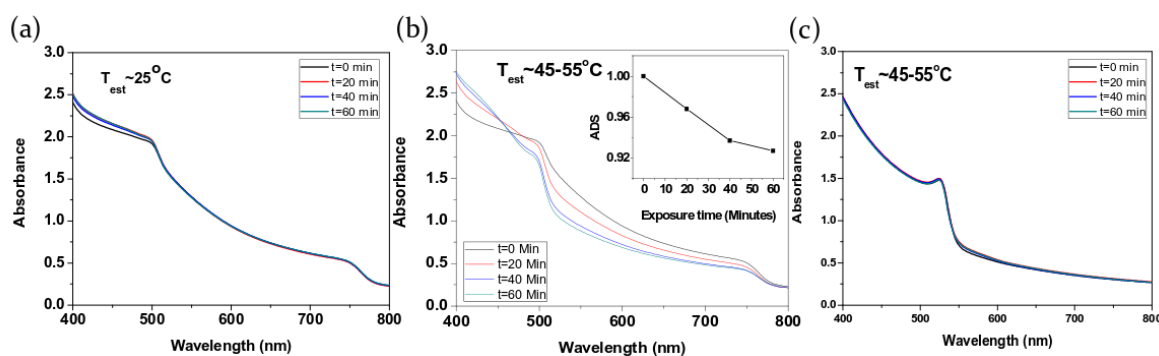 (a)
3.0
2.5
2.0
1.5
1.0
0.5
0.0
Absorbance
T est ~25°C
t=0 min
t=20 min
t=40 min
t=60 min
400 500 600 700 800
Wavelength (nm)
(b)
3.0
2.5
2.0
1.5
1.0
0.5
0.0
Absorbance
T est ~45-55°C
1.00
0.96
0.92
ADS
0 10 20 30 40 50 60
Exposure time (Minutes)
t=0 Min
t=20 Min
t=40 Min
t=60 Min
400 500 600 700 800
Wavelength (nm)
(c)
3.0
2.5
2.0
1.5
1.0
0.5
0.0
Absorbance
T est ~45-55°C
t=0 min
t=20 min
t=40 min
t=60 min
400 500 600 700 800
Wavelength (nm)